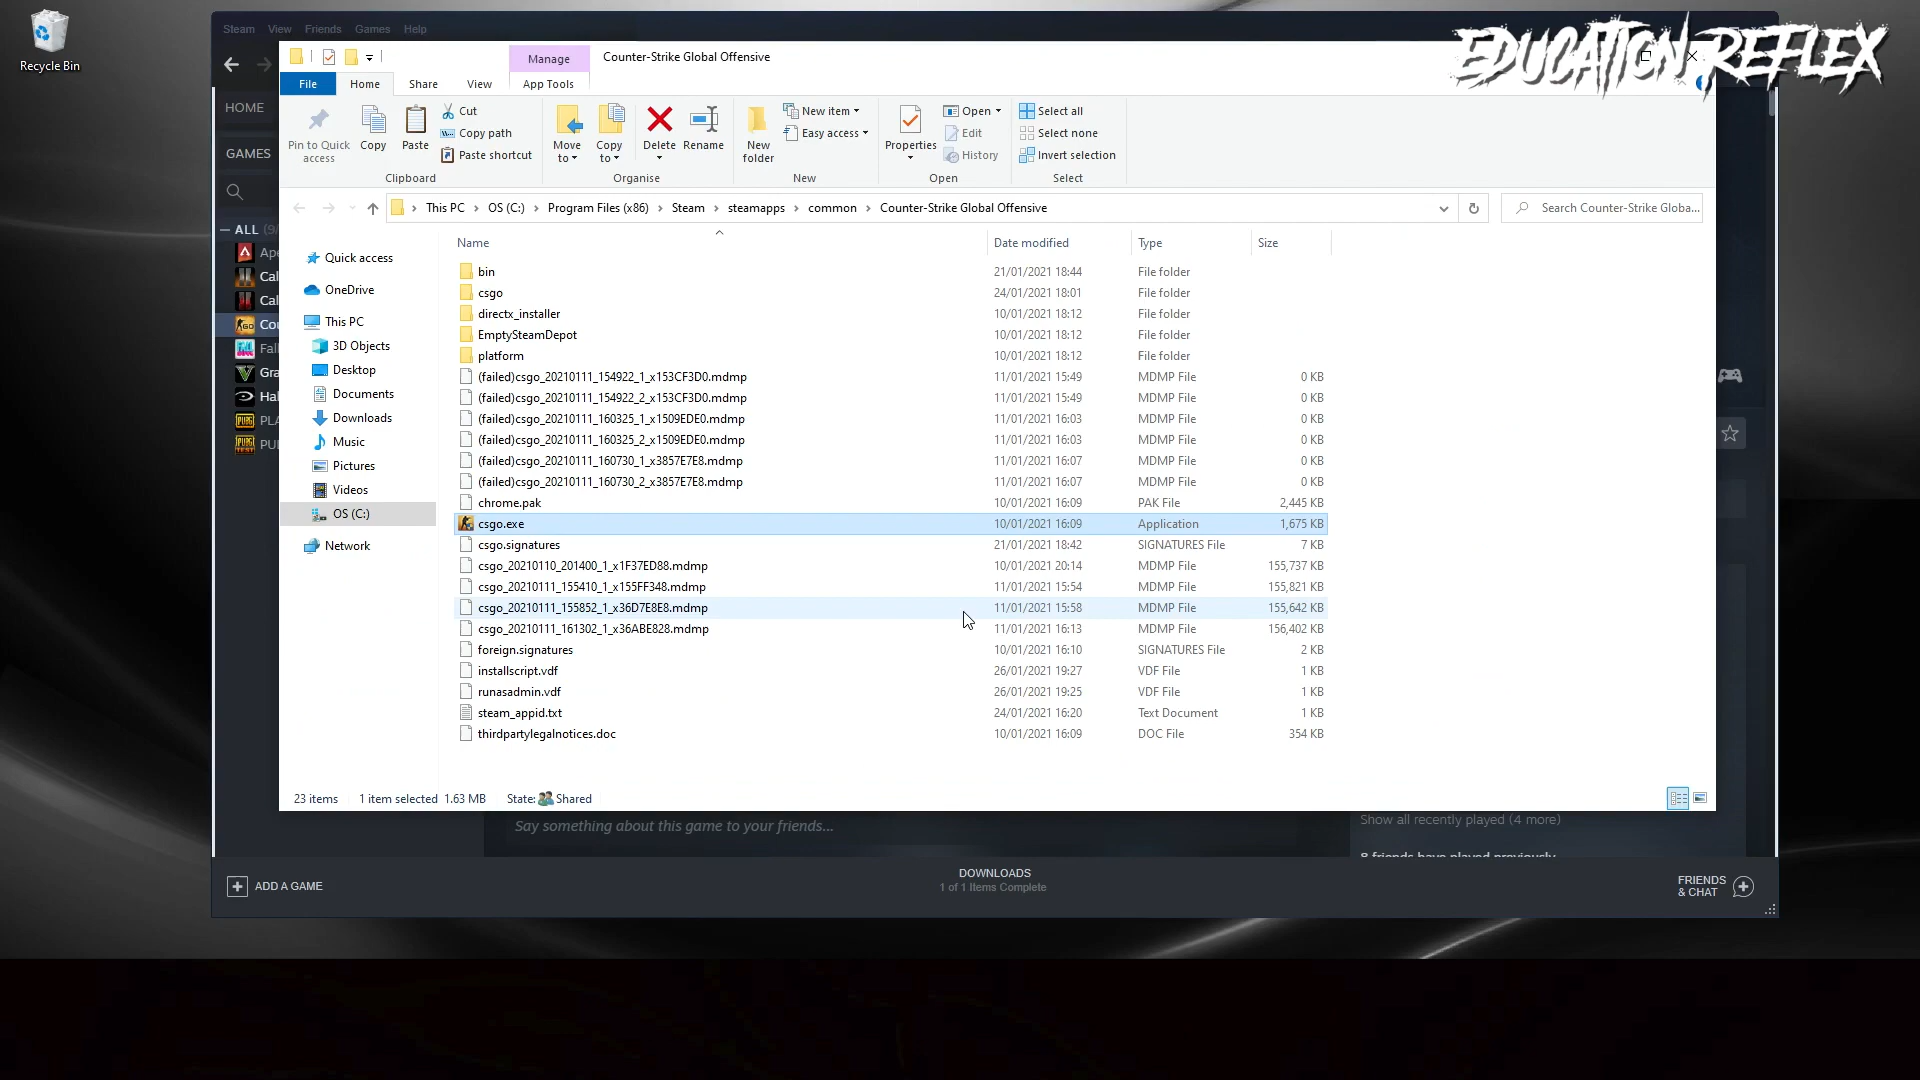 Recycle Bin
EDUCATION REFLEX
Steam View Friends Games Help
Manage
Counter-Strike Global Offensive
File Home Share View App Tools
Pin to Quick access
Copy
Paste
Cut
Copy path
Paste shortcut
Clipboard
Move to
Copy to
Delete
Rename
Organise
New folder
New item
Easy access
New
Properties
Open
Edit
History
Open
Select all
Select none
Invert selection
Select
HOME
GAMES
This PC › OS (C:) › Program Files (x86) › Steam › steamapps › common › Counter-Strike Global Offensive
Search Counter-Strike Globa...
ALL
Quick access
OneDrive
This PC
3D Objects
Desktop
Documents
Downloads
Music
Pictures
Videos
OS (C:)
Network
Name Date modified Type Size
bin 21/01/2021 18:44 File folder
csgo 24/01/2021 18:01 File folder
directx_installer 10/01/2021 18:12 File folder
EmptySteamDepot 10/01/2021 18:12 File folder
platform 10/01/2021 18:12 File folder
(failed)csgo_20210111_154922_1_x153CF3D0.mdmp 11/01/2021 15:49 MDMP File 0 KB
(failed)csgo_20210111_154922_2_x153CF3D0.mdmp 11/01/2021 15:49 MDMP File 0 KB
(failed)csgo_20210111_160325_1_x1509EDE0.mdmp 11/01/2021 16:03 MDMP File 0 KB
(failed)csgo_20210111_160325_2_x1509EDE0.mdmp 11/01/2021 16:03 MDMP File 0 KB
(failed)csgo_20210111_160730_1_x3857E7E8.mdmp 11/01/2021 16:07 MDMP File 0 KB
(failed)csgo_20210111_160730_2_x3857E7E8.mdmp 11/01/2021 16:07 MDMP File 0 KB
chrome.pak 10/01/2021 16:09 PAK File 2,445 KB
csgo.exe 10/01/2021 16:09 Application 1,675 KB
csgo.signatures 21/01/2021 18:42 SIGNATURES File 7 KB
csgo_20210110_201400_1_x1F37ED88.mdmp 10/01/2021 20:14 MDMP File 155,737 KB
csgo_20210111_155410_1_x155FF348.mdmp 11/01/2021 15:54 MDMP File 155,821 KB
csgo_20210111_155852_1_x36D7E8E8.mdmp 11/01/2021 15:58 MDMP File 155,642 KB
csgo_20210111_161302_1_x36ABE828.mdmp 11/01/2021 16:13 MDMP File 156,402 KB
foreign.signatures 10/01/2021 16:10 SIGNATURES File 2 KB
installscript.vdf 26/01/2021 19:27 VDF File 1 KB
runasadmin.vdf 26/01/2021 19:25 VDF File 1 KB
steam_appid.txt 24/01/2021 16:20 Text Document 1 KB
thirdpartylegalnotices.doc 10/01/2021 16:09 DOC File 354 KB
23 items 1 item selected 1.63 MB State: Shared
Say something about this game to your friends...
Show all recently played (4 more)
8 friends have played previously
ADD A GAME
DOWNLOADS
1 of 1 Items Complete
FRIENDS
& CHAT